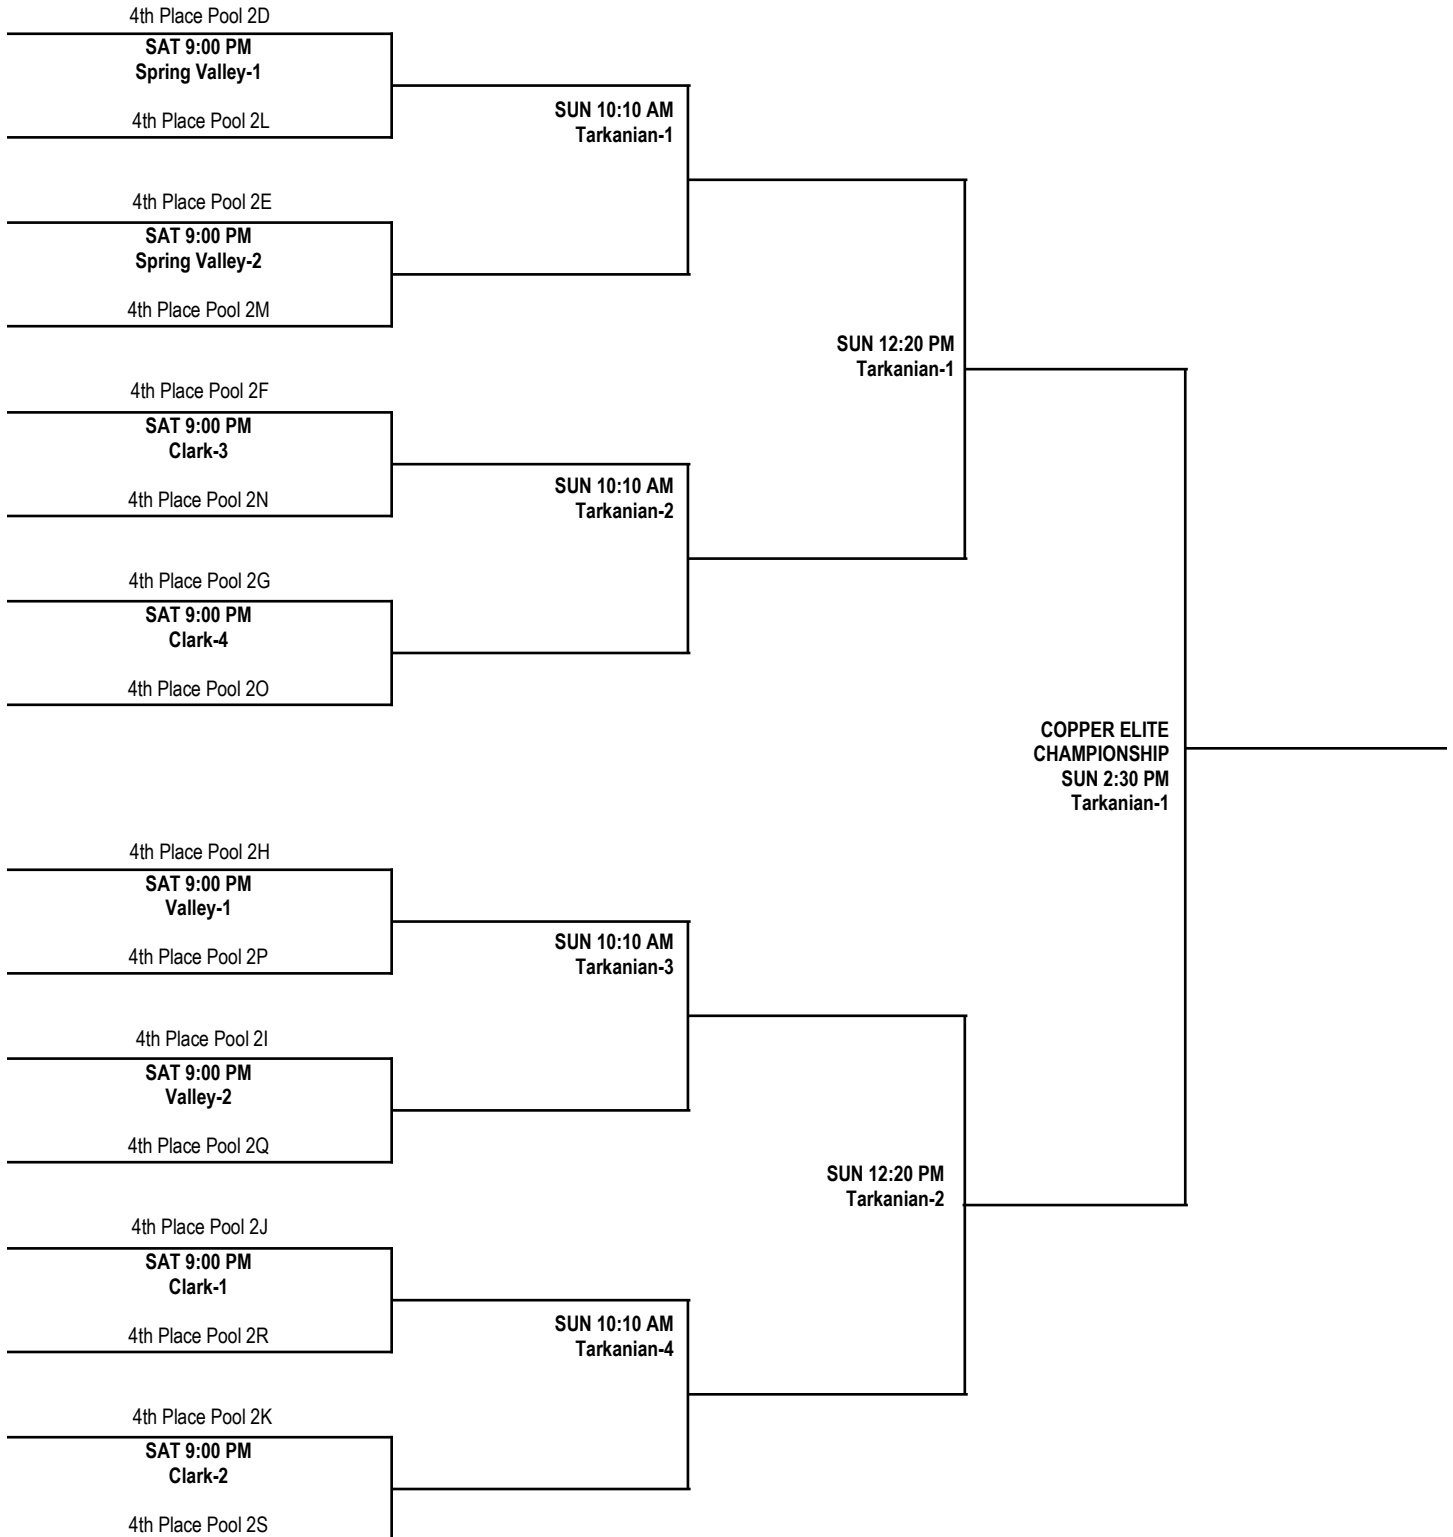 4th Place Pool 2D
SAT 9:00 PM
Spring Valley-1
4th Place Pool 2L
SUN 10:10 AM
Tarkanian-1
4th Place Pool 2E
SAT 9:00 PM
Spring Valley-2
4th Place Pool 2M
SUN 12:20 PM
Tarkanian-1
4th Place Pool 2F
SAT 9:00 PM
Clark-3
4th Place Pool 2N
SUN 10:10 AM
Tarkanian-2
4th Place Pool 2G
SAT 9:00 PM
Clark-4
4th Place Pool 2O
COPPER ELITE
CHAMPIONSHIP
SUN 2:30 PM
Tarkanian-1
4th Place Pool 2H
SAT 9:00 PM
Valley-1
4th Place Pool 2P
SUN 10:10 AM
Tarkanian-3
4th Place Pool 2I
SAT 9:00 PM
Valley-2
4th Place Pool 2Q
SUN 12:20 PM
Tarkanian-2
4th Place Pool 2J
SAT 9:00 PM
Clark-1
4th Place Pool 2R
SUN 10:10 AM
Tarkanian-4
4th Place Pool 2K
SAT 9:00 PM
Clark-2
4th Place Pool 2S